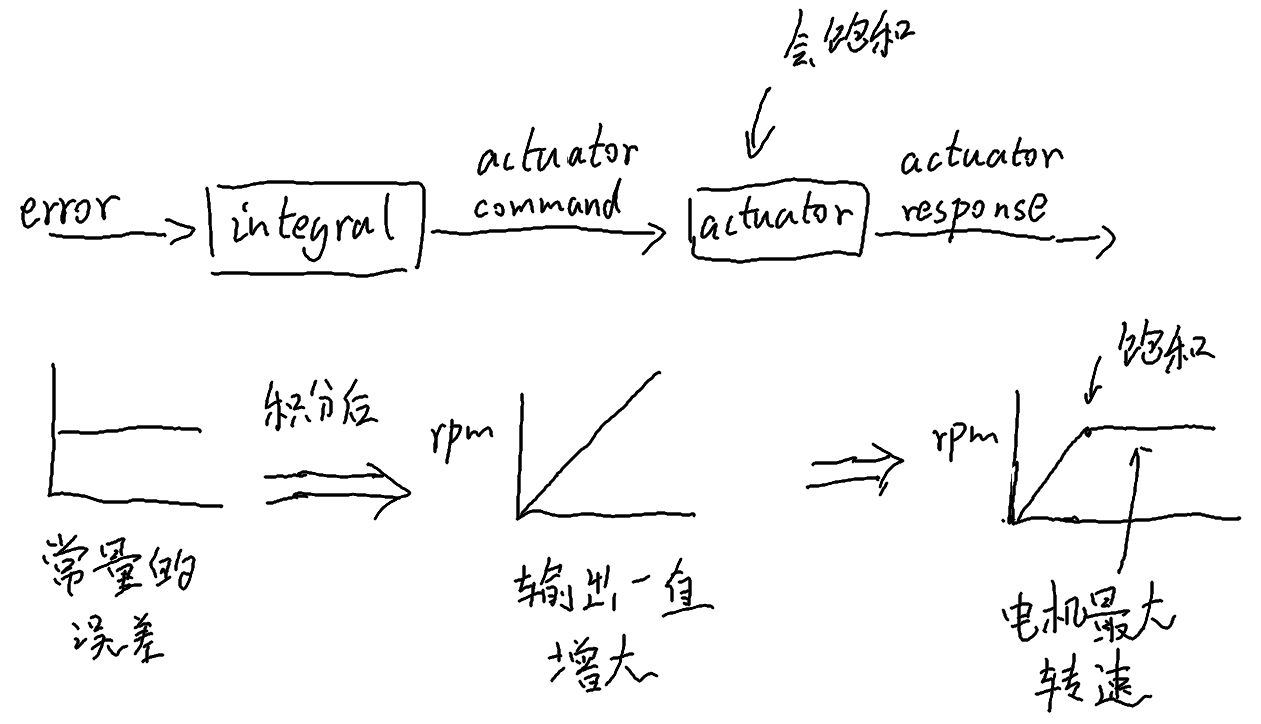 会饱和
actuator
command
actuator
response
error
integral
actuator
饱和
积分后
rpm
rpm
常量的
误差
输出一值
增大
电机最大
转速